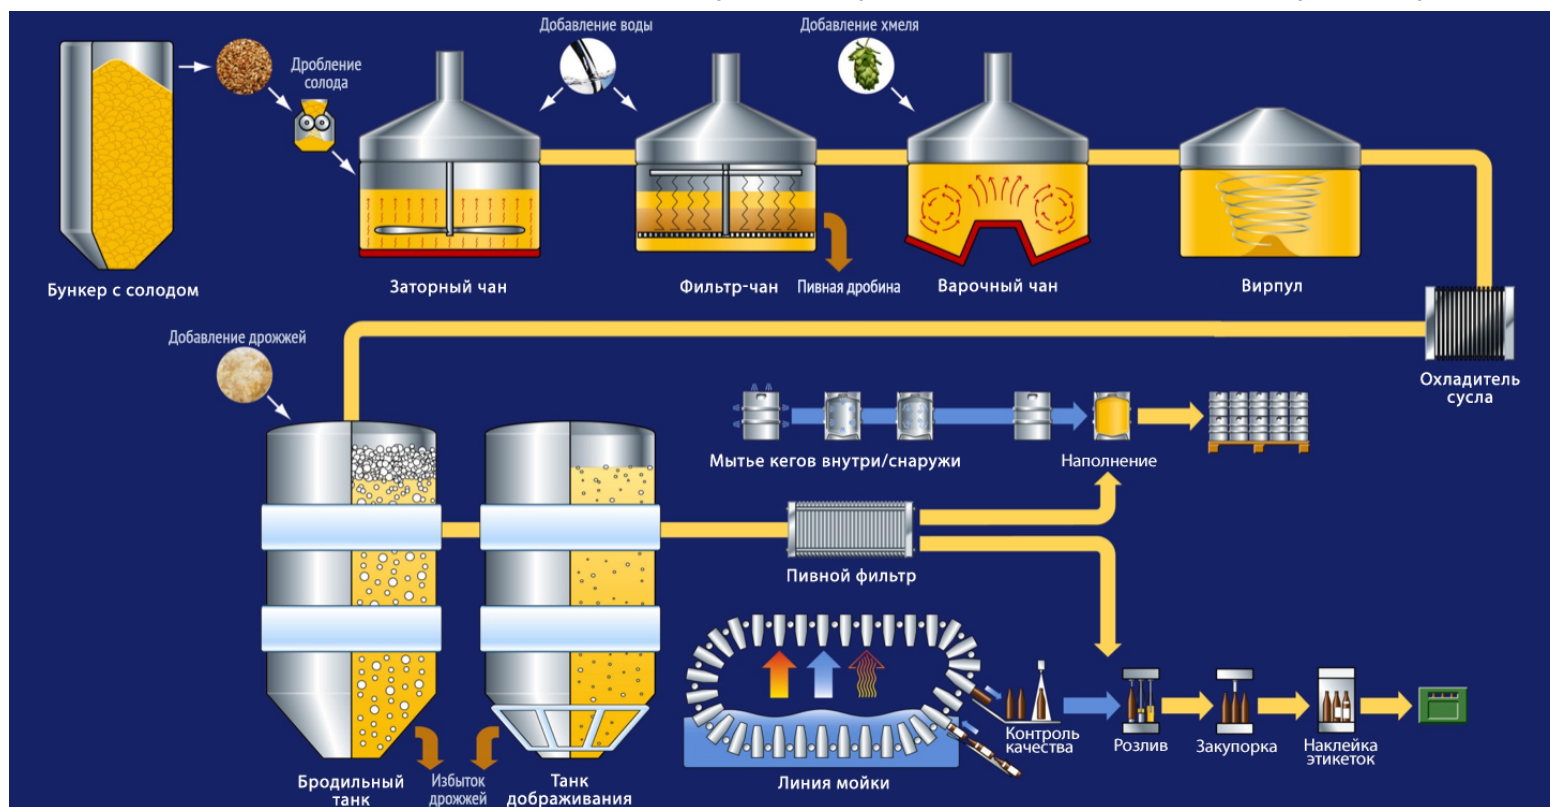 Добавление воды
Добавление хмеля
Дробление
солода
Бункер с солодом
Заторный чан
Фильтр-чан
Пивная дробина
Варочный чан
Вирпул
Добавление дрожжей
Охладитель
сусла
Мытье кегов внутри/снаружи
Наполнение
Пивной фильтр
Контроль
качества
Розлив
Закупорка
Наклейка
этикеток
Линия мойки
Бродильный
танк
Избыток
дрожжей
Танк
дображивания